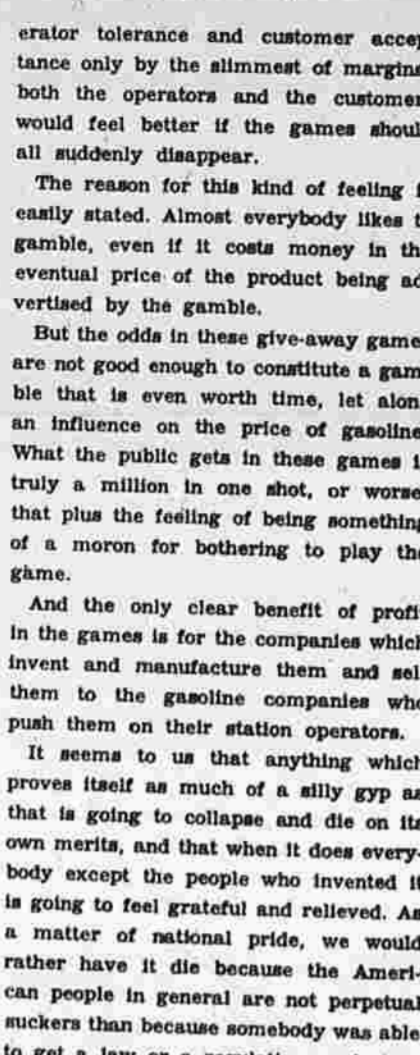 erator tolerance and customer accep
tance only by the slimmest of margins
both the operators and the customer
would feel better if the games shoul
all suddenly disappear.
The reason for this kind of feeling i
easily stated. Almost everybody likes t
gamble, even if it costs money in th
eventual price of the product being ad
vertised by the gamble.
But the odds in these give-away game
are not good enough to constitute a gam
ble that is even worth time, let alon
an influence on the price of gasoline
What the public gets in these games i
truly a million in one shot, or worse
that plus the feeling of being something
of a moron for bothering to play the
game.
And the only clear benefit of profi
in the games is for the companies which
invent and manufacture them and sel
them to the gasoline companies who
push them on their station operators.
It seems to us that anything which
proves itself as much of a silly gyp as
that is going to collapse and die on its
own merits, and that when it does every-
body except the people who invented it
is going to feel grateful and relieved. As
a matter of national pride, we would
rather have it die because the Ameri-
can people in general are not perpetual
suckers than because somebody was able
to get a law or a